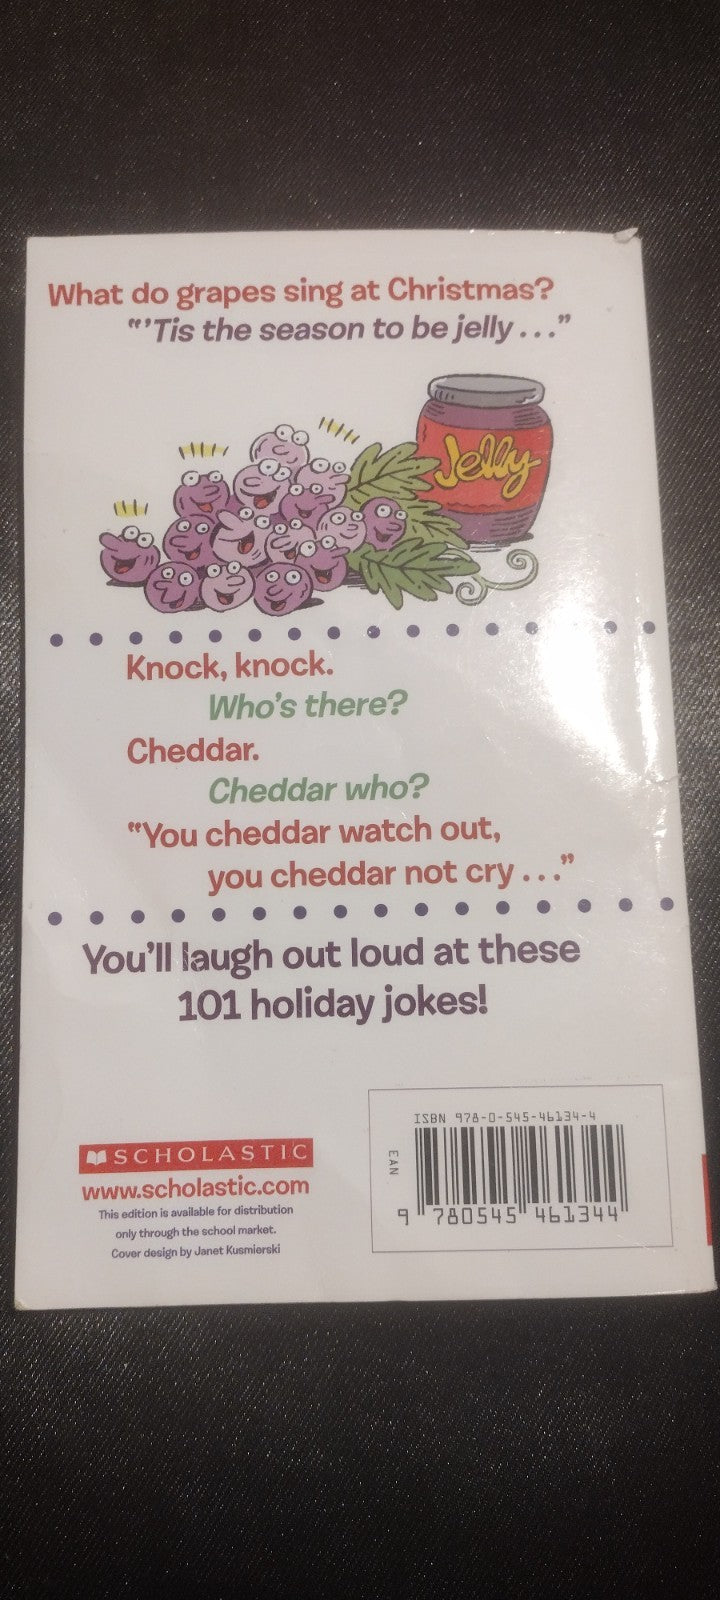 What do grapes sing at Christmas?
“’Tis the season to be jelly . . .”
Jelly
Knock, knock.
Who’s there?
Cheddar.
Cheddar who?
“You cheddar watch out,
you cheddar not cry . . .”
You’ll laugh out loud at these
101 holiday jokes!
SCHOLASTIC
www.scholastic.com
This edition is available for distribution
only through the school market.
Cover design by Janet Kusmierski
ISBN 978-0-545-46134-4
EAN
9 780545 461344